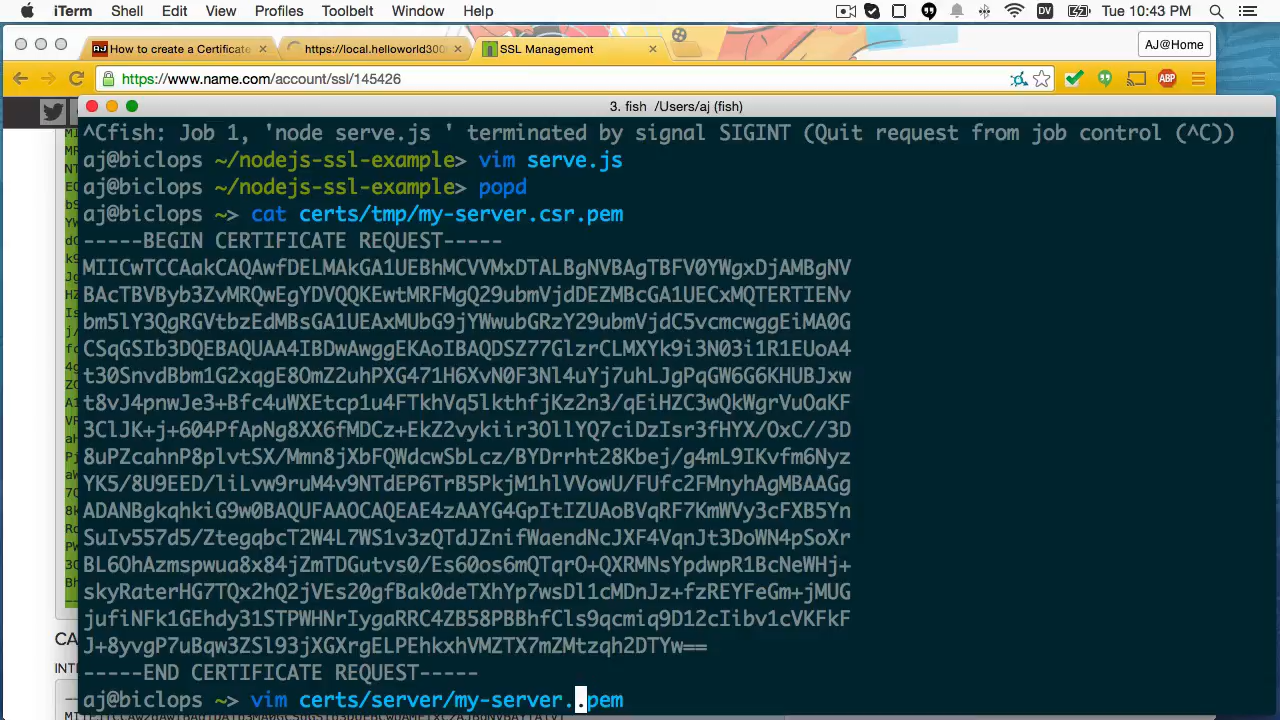 iTerm Shell Edit View Profiles Toolbelt Window Help DV Tue 10:43 PM
How to create a Certificate https://local.helloworld300 SSL Management AJ@Home
https://www.name.com/account/ssl/145426 ABP
3. fish /Users/aj (fish)
^Cfish: Job 1, 'node serve.js ' terminated by signal SIGINT (Quit request from job control (^C))
aj@biclops ~/nodejs-ssl-example> vim serve.js
aj@biclops ~/nodejs-ssl-example> popd
aj@biclops ~> cat certs/tmp/my-server.csr.pem
-----BEGIN CERTIFICATE REQUEST-----
MIICwTCCAakCAQAwfDELMAkGA1UEBhMCVVMxDTALBgNVBAgTBFV0YWgxDjAMBgNV
BAcTBVByb3ZvMRQwEgYDVQQKEwtMRFMgQ29ubmVjdDEZMBcGA1UECxMQTERTIENv
bm5lY3QgRGVtbzEdMBsGA1UEAxMUbG9jYWwubGRzY29ubmVjdC5vcmcwggEiMA0G
CSqGSIb3DQEBAQUAA4IBDwAwggEKAoIBAQDSZ77GlzrCLMXYk9i3N03i1R1EUoA4
t30SnvdBbm1G2xqgE8OmZ2uhPXG471H6XvN0F3Nl4uYj7uhLJgPqGW6G6KHUBJxw
t8vJ4pnwJe3+Bfc4uWXEtcp1u4FTkhVq5lkthfjKz2n3/qEiHZC3wQkWgrVuOaKF
3ClJK+j+604PfApNg8XX6fMDCz+EkZ2vykiir3OllYQ7ciDzIsr3fHYX/OxC//3D
8uPZcahnP8plvtSX/Mmn8jXbFQWdcwSbLcz/BYDrrht28Kbej/g4mL9IKvfm6Nyz
YK5/8U9EED/liLvw9ruM4v9NTdEP6TrB5PkjM1hlVVowU/FUfc2FMnyhAgMBAAGg
ADANBgkqhkiG9w0BAQUFAAOCAQEAE4zAAYG4GpItIZUAoBVqRF7KmWVy3cFXB5Yn
SuIv557d5/ZtegqbcT2W4L7WS1v3zQTdJZnifWaendNcJXF4VqnJt3DoWN4pSoXr
BL6OhAzmspwua8x84jZmTDGutvs0/Es60os6mQTqrO+QXRMNsYpdwpR1BcNeWHj+
skyRaterHG7TQx2hQ2jVEs20gfBak0deTXhYp7wsDl1cMDnJz+fzREYFeGm+jMUG
jufiNFk1GEhdy31STPWHNrIygaRRC4ZB58PBBhfCls9qcmiq9D12cIibv1cVKFkF
J+8yvgP7uBqw3ZSl93jXGXrgELPEhkxhVMZTX7mZMtzqh2DTYw==
-----END CERTIFICATE REQUEST-----
aj@biclops ~> vim certs/server/my-server..pem